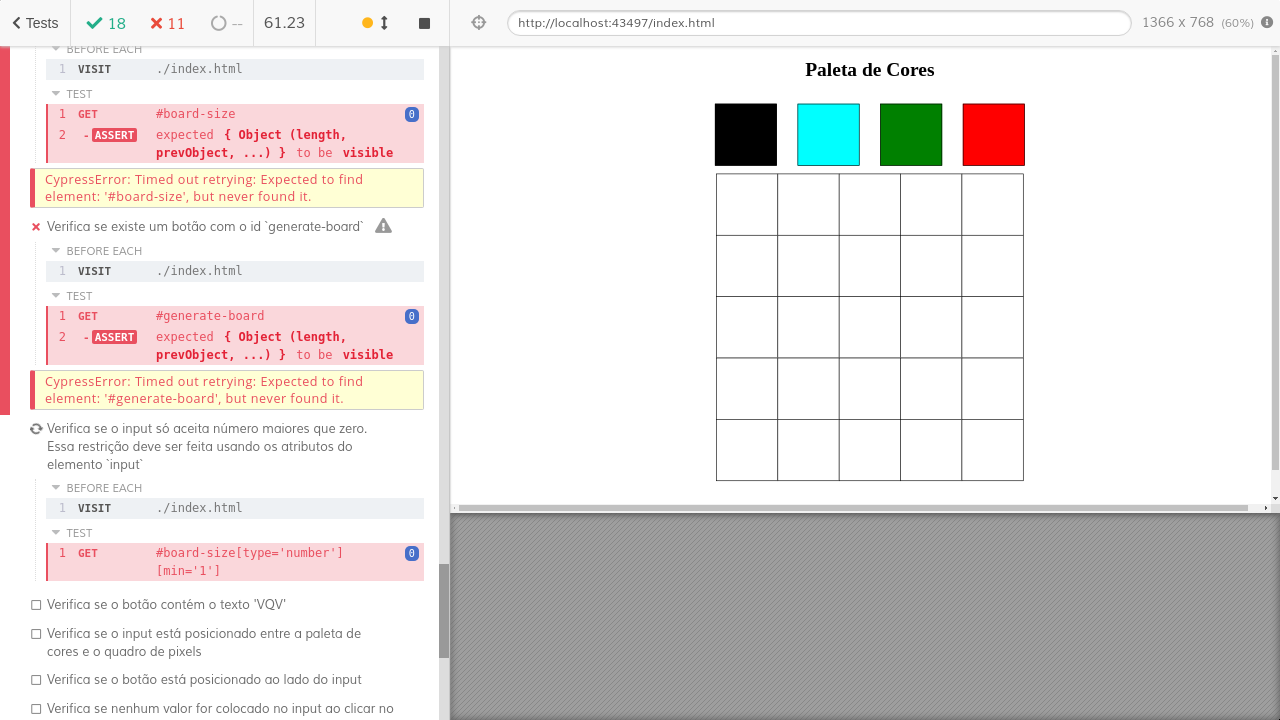 Tests
18
11
--
61.23
http://localhost:43497/index.html
1366 x 768 (60%)
BEFORE EACH
1 VISIT ./index.html
TEST
1 GET #board-size 0
2 -ASSERT expected { Object (length,
prevObject, ...) } to be visible
CypressError: Timed out retrying: Expected to find
element: '#board-size', but never found it.
Verifica se existe um botão com o id `generate-board`
BEFORE EACH
1 VISIT ./index.html
TEST
1 GET #generate-board 0
2 -ASSERT expected { Object (length,
prevObject, ...) } to be visible
CypressError: Timed out retrying: Expected to find
element: '#generate-board', but never found it.
Verifica se o input só aceita número maiores que zero.
Essa restrição deve ser feita usando os atributos do
elemento `input`
BEFORE EACH
1 VISIT ./index.html
TEST
1 GET #board-size[type='number'] 0
[min='1']
Verifica se o botão contém o texto 'VQV'
Verifica se o input está posicionado entre a paleta de
cores e o quadro de pixels
Verifica se o botão está posicionado ao lado do input
Verifica se nenhum valor for colocado no input ao clicar no
Paleta de Cores